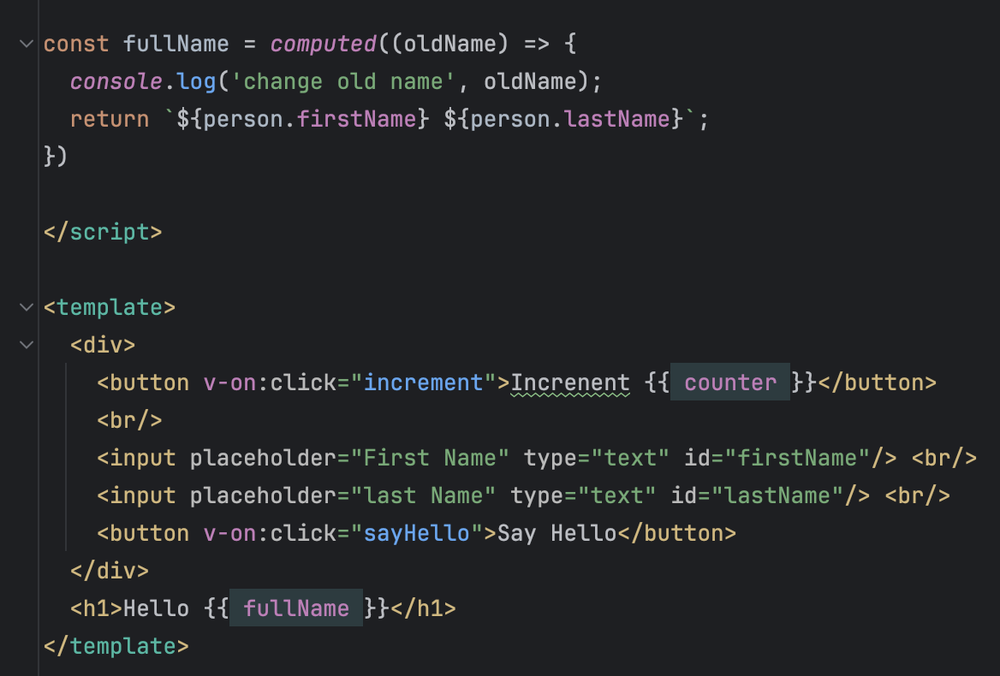 const fullName = computed((oldName) => {
  console.log('change old name', oldName);
  return `${person.firstName} ${person.lastName}`;
})

</script>

<template>
  <div>
    <button v-on:click="increment">Increnent {{ counter }}</button>
    <br/>
    <input placeholder="First Name" type="text" id="firstName"/> <br/>
    <input placeholder="last Name" type="text" id="lastName"/> <br/>
    <button v-on:click="sayHello">Say Hello</button>
  </div>
  <h1>Hello {{ fullName }}</h1>
</template>